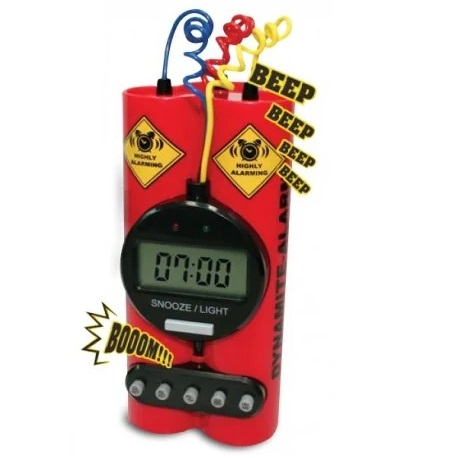 BEEP
BEEP
BEEP
BEEP
HIGHLY
ALARMING
HIGHLY
ALARMING
DYNAMITE-ALARM
07:00
SNOOZE / LIGHT
BOOOM!!!